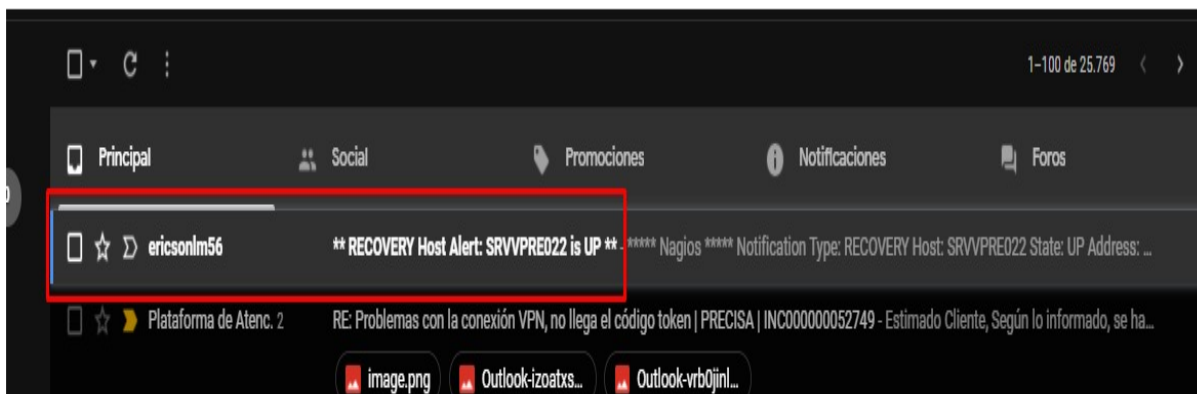 1–100 de 25.769
Principal Social Promociones Notificaciones Foros
ericsonlm56 ** RECOVERY Host Alert: SRVVPRE022 is UP ** - ***** Nagios ***** Notification Type: RECOVERY Host: SRVVPRE022 State: UP Address: ...
Plataforma de Atenc. 2 RE: Problemas con la conexión VPN, no llega el código token | PRECISA | INC000000052749 - Estimado Cliente, Según lo informado, se ha...
image.png Outlook-izoatxs... Outlook-vrb0jinl...